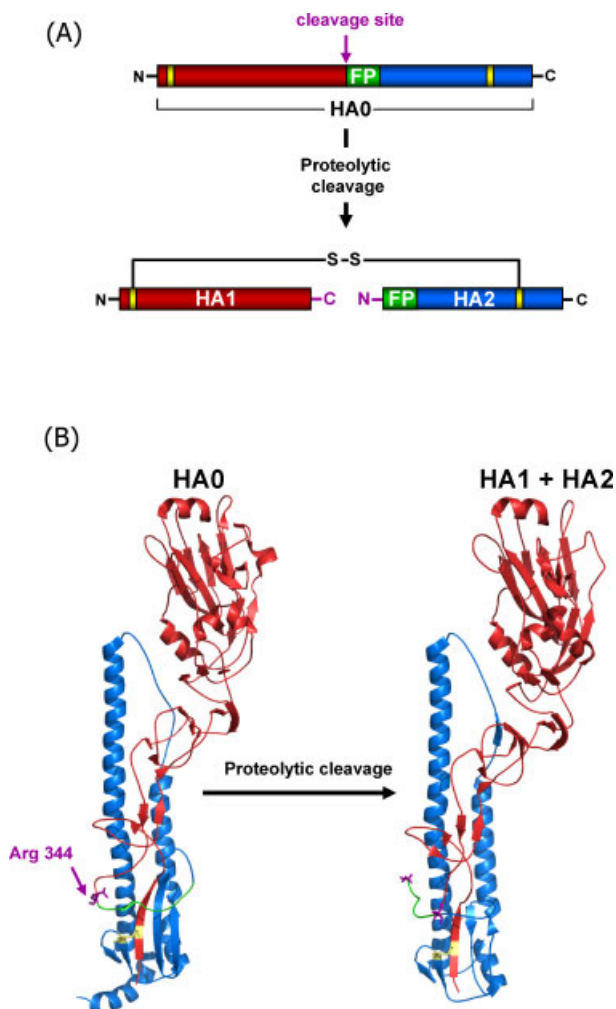 (A)
cleavage site
N
FP
C
HA0
Proteolytic
cleavage
S-S
N
HA1
C
N
FP
HA2
C
(B)
HA0
HA1 + HA2
Proteolytic cleavage
Arg 344